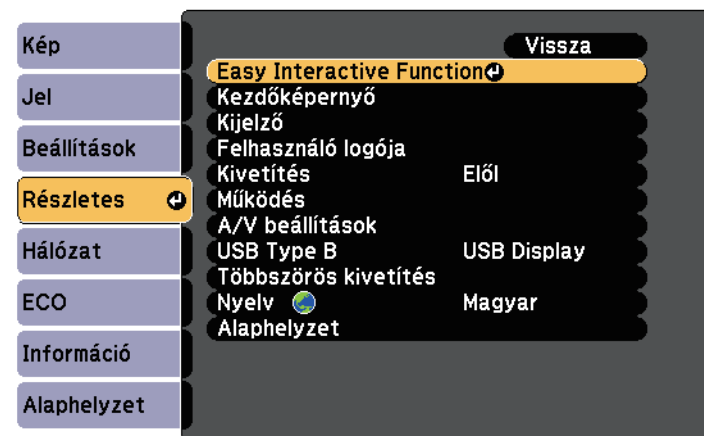 Kép
Jel
Beállítások
Részletes
Hálózat
ECO
Információ
Alaphelyzet
Vissza
Easy Interactive Function
Kezdőképernyő
Kijelző
Felhasználó logója
Kivetítés Elől
Működés
A/V beállítások
USB Type B USB Display
Többszörös kivetítés
Nyelv Magyar
Alaphelyzet